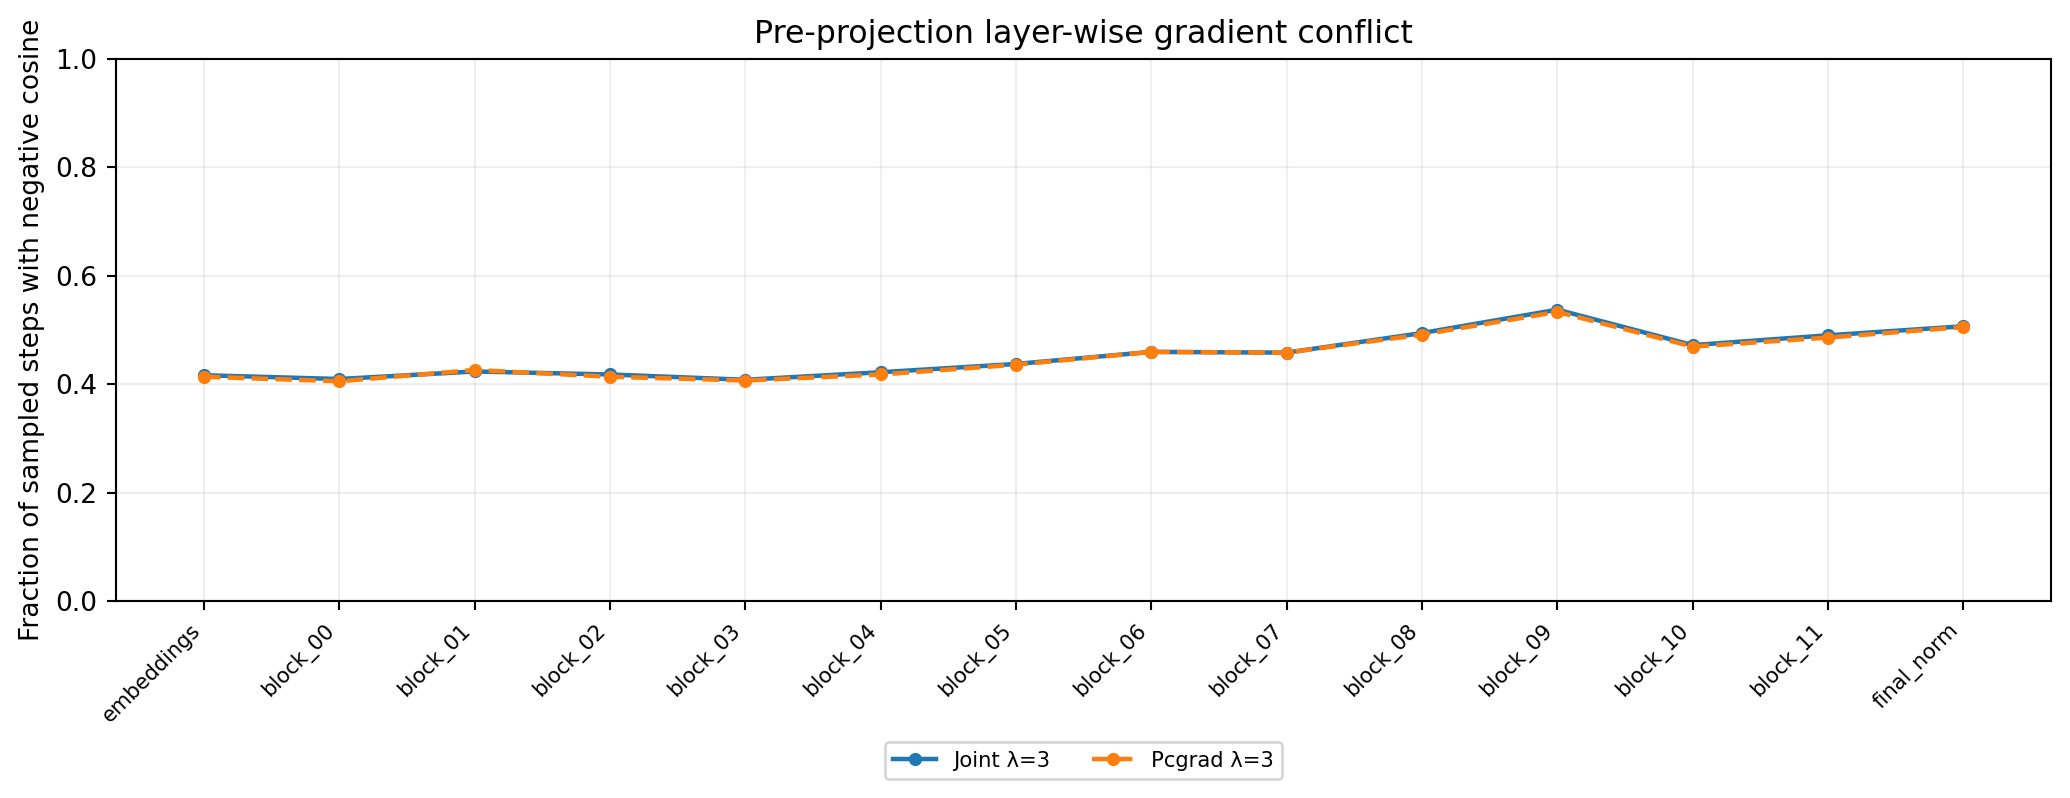 Pre-projection layer-wise gradient conflict
Fraction of sampled steps with negative cosine
1.0
0.8
0.6
0.4
0.2
0.0
embeddings
block_00
block_01
block_02
block_03
block_04
block_05
block_06
block_07
block_08
block_09
block_10
block_11
final_norm
Joint λ=3
Pcgrad λ=3